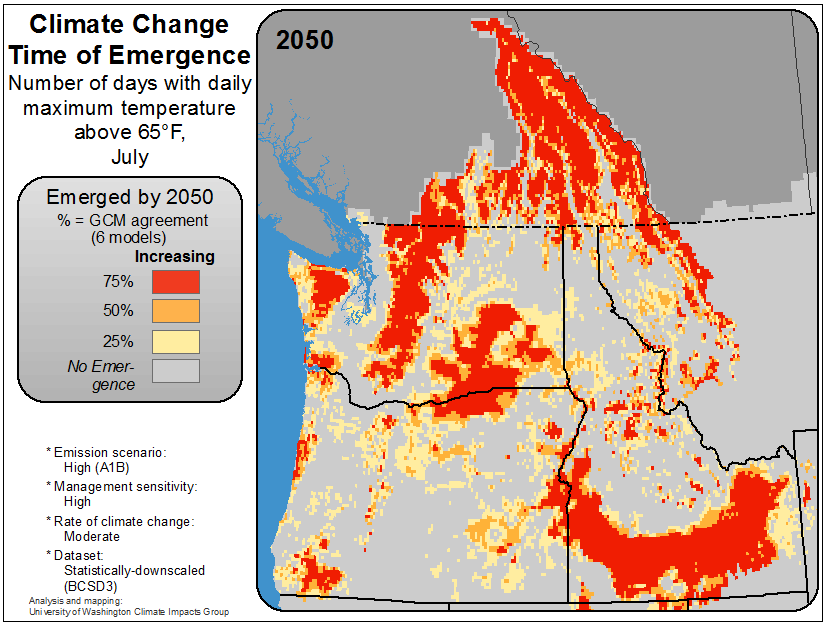 Climate Change
Time of Emergence
Number of days with daily
maximum temperature
above 65°F,
July
Emerged by 2050
% = GCM agreement
(6 models)
Increasing
75%
50%
25%
No Emer-
gence
* Emission scenario:
High (A1B)
* Management sensitivity:
High
* Rate of climate change:
Moderate
* Dataset:
Statistically-downscaled
(BCSD3)
Analysis and mapping:
University of Washington Climate Impacts Group
2050